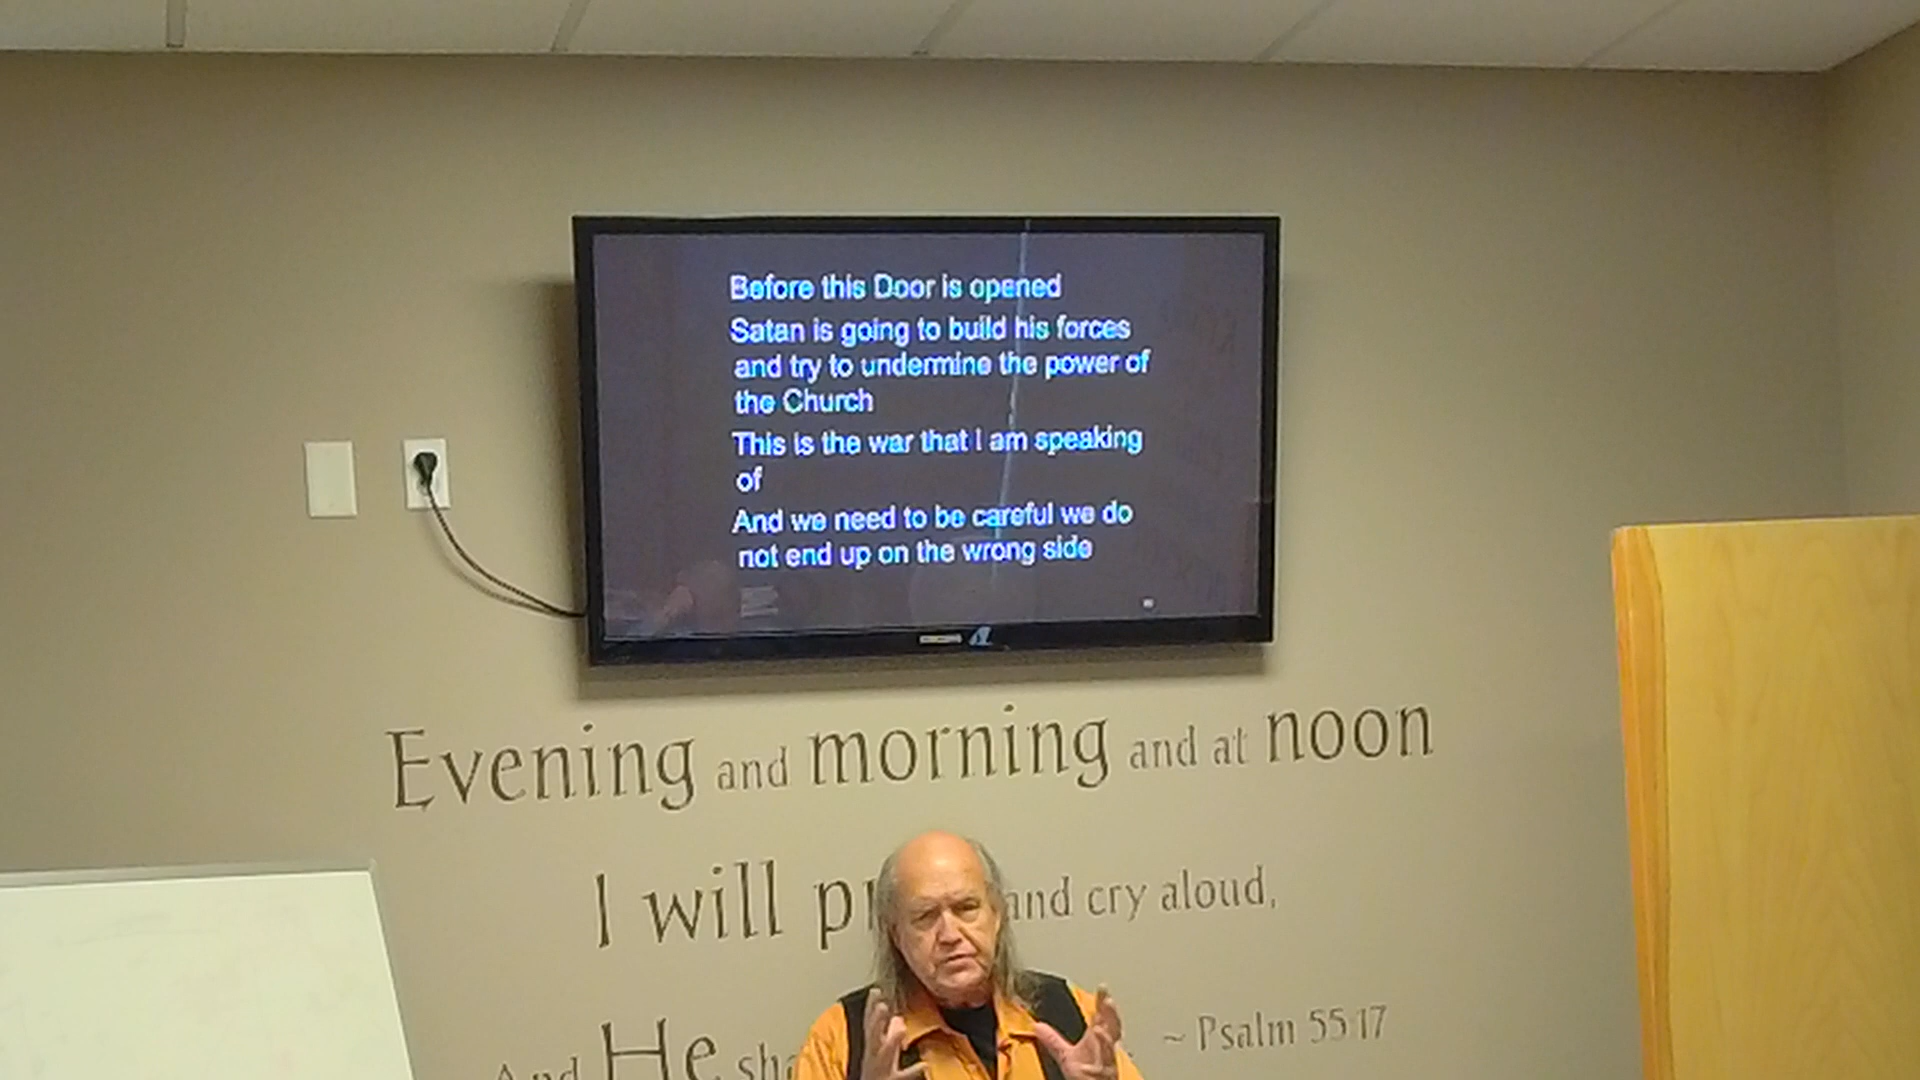 Before this Door is opened
Satan is going to build his forces
and try to undermine the power of
the Church
This is the war that I am speaking
of
And we need to be careful we do
not end up on the wrong side
Evening and morning and at noon
I will and cry aloud,
And He
~ Psalm 55 17